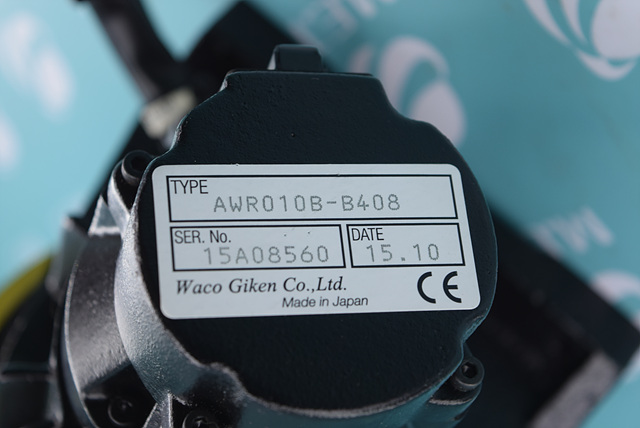 TYPE
AWR010B-B408
SER. No.
15A08560
DATE
15.10
Waco Giken Co.,Ltd.
Made in Japan
CE